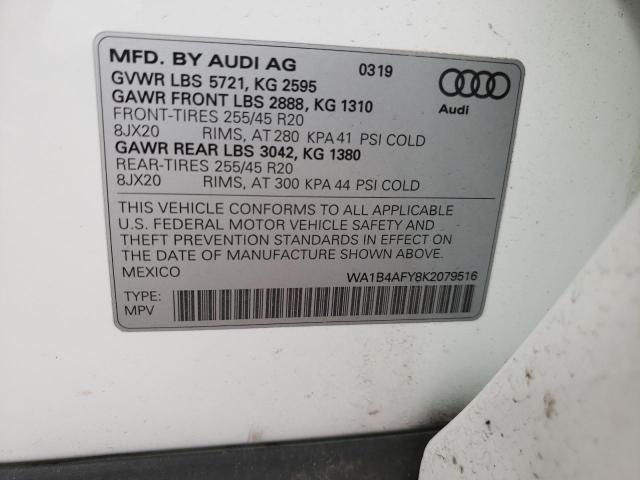 MFD. BY AUDI AG 0319
GVWR LBS 5721, KG 2595
GAWR FRONT LBS 2888, KG 1310
FRONT-TIRES 255/45 R20
8JX20 RIMS, AT 280 KPA 41 PSI COLD
GAWR REAR LBS 3042, KG 1380
REAR-TIRES 255/45 R20
8JX20 RIMS, AT 300 KPA 44 PSI COLD
Audi
THIS VEHICLE CONFORMS TO ALL APPLICABLE
U.S. FEDERAL MOTOR VEHICLE SAFETY AND
THEFT PREVENTION STANDARDS IN EFFECT ON
THE DATE OF MANUFACTURE SHOWN ABOVE.
MEXICO WA1B4AFY8K2079516
TYPE:
MPV